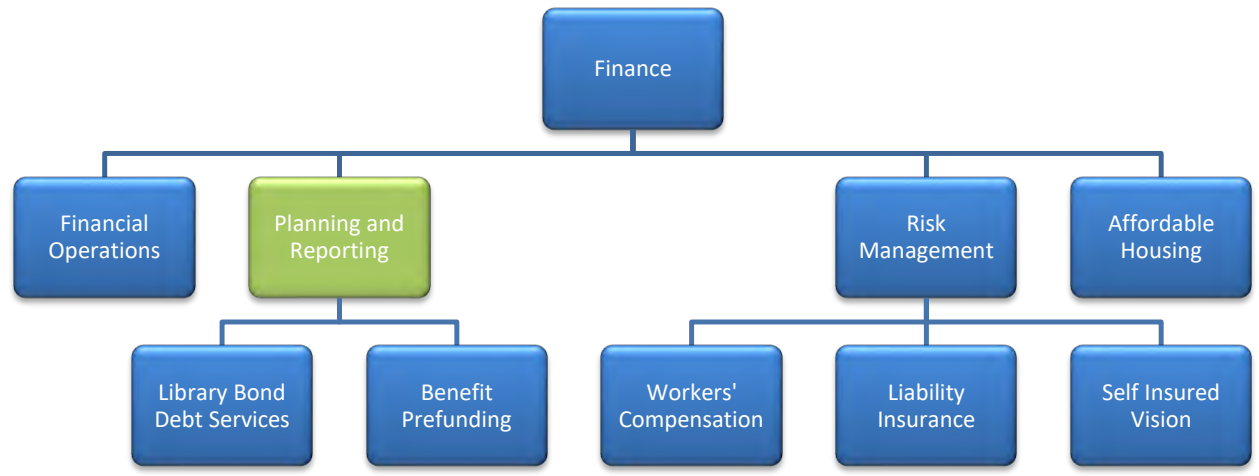 Finance
Financial
Operations
Planning and
Reporting
Risk
Management
Affordable
Housing
Library Bond
Debt Services
Benefit
Prefunding
Workers'
Compensation
Liability
Insurance
Self Insured
Vision